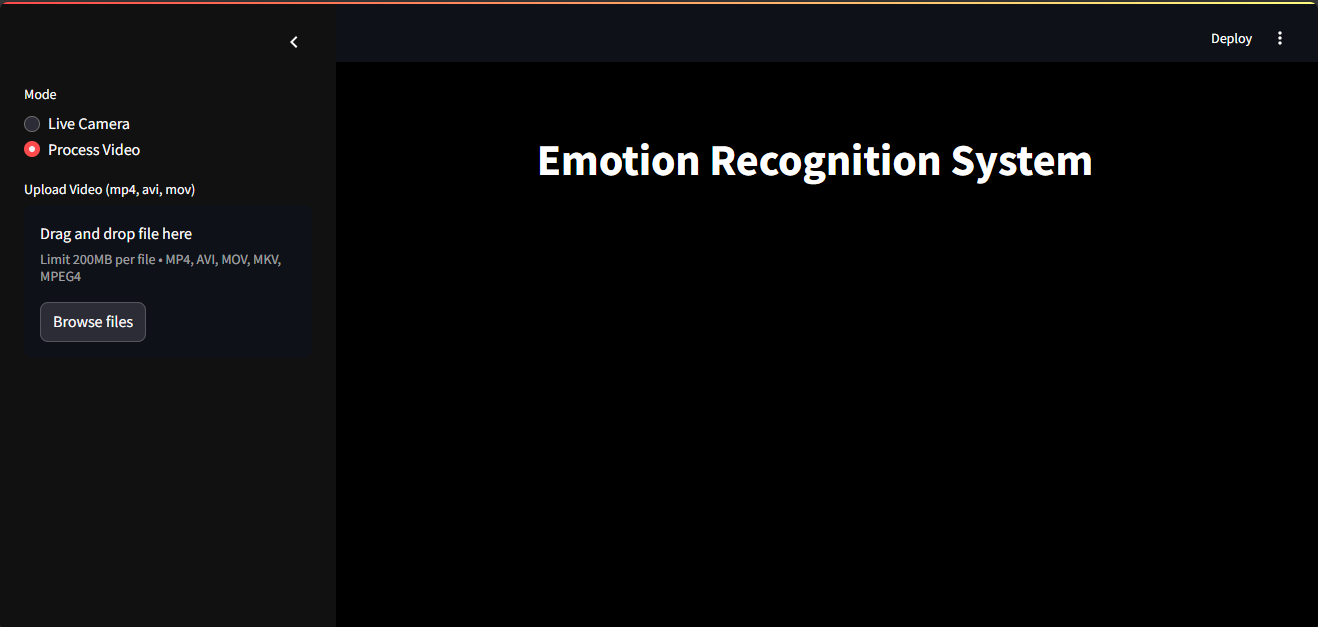 Deploy
Mode
Live Camera
Process Video
Upload Video (mp4, avi, mov)
Drag and drop file here
Limit 200MB per file • MP4, AVI, MOV, MKV,
MPEG4
Browse files
Emotion Recognition System